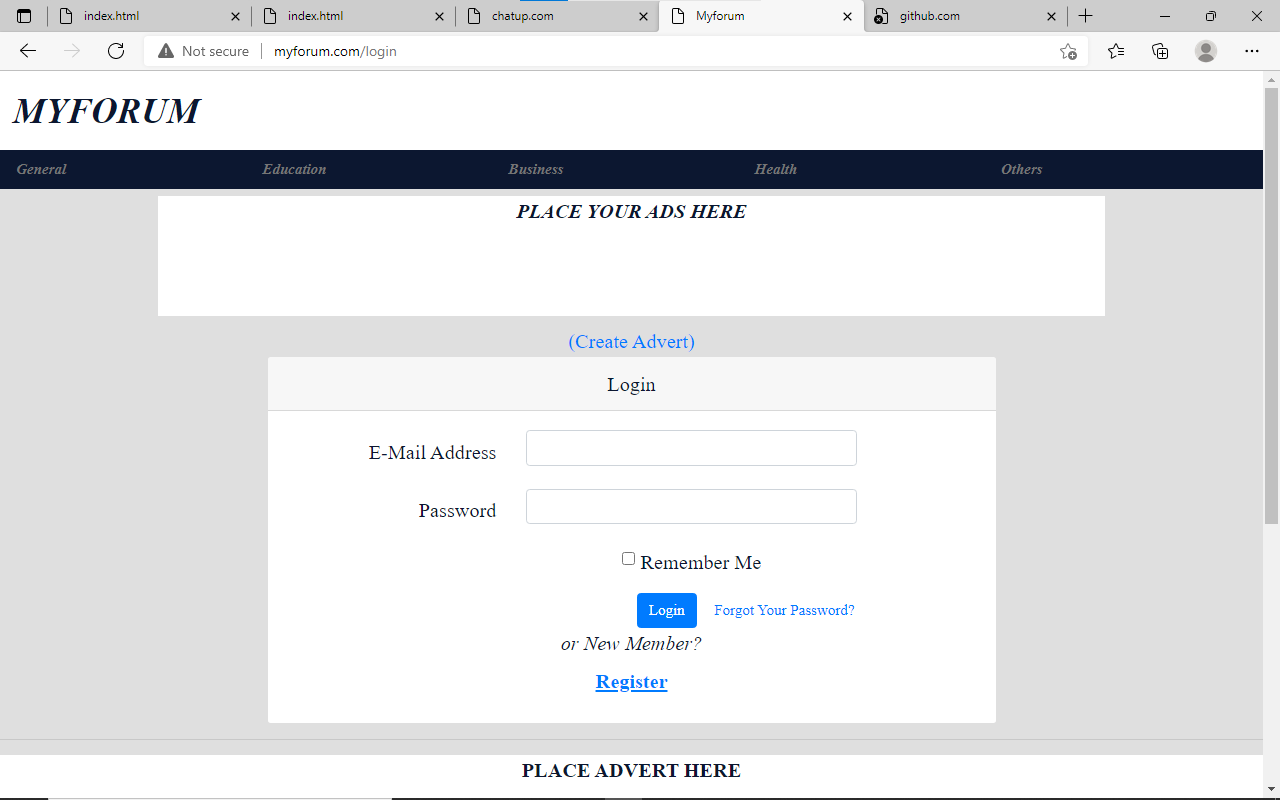 index.html
index.html
chatup.com
Myforum
github.com
Not secure
myforum.com/login
MYFORUM
General Education Business Health Others
PLACE YOUR ADS HERE
(Create Advert)
Login
E-Mail Address
Password
Remember Me
Login Forgot Your Password?
or New Member?
Register
PLACE ADVERT HERE